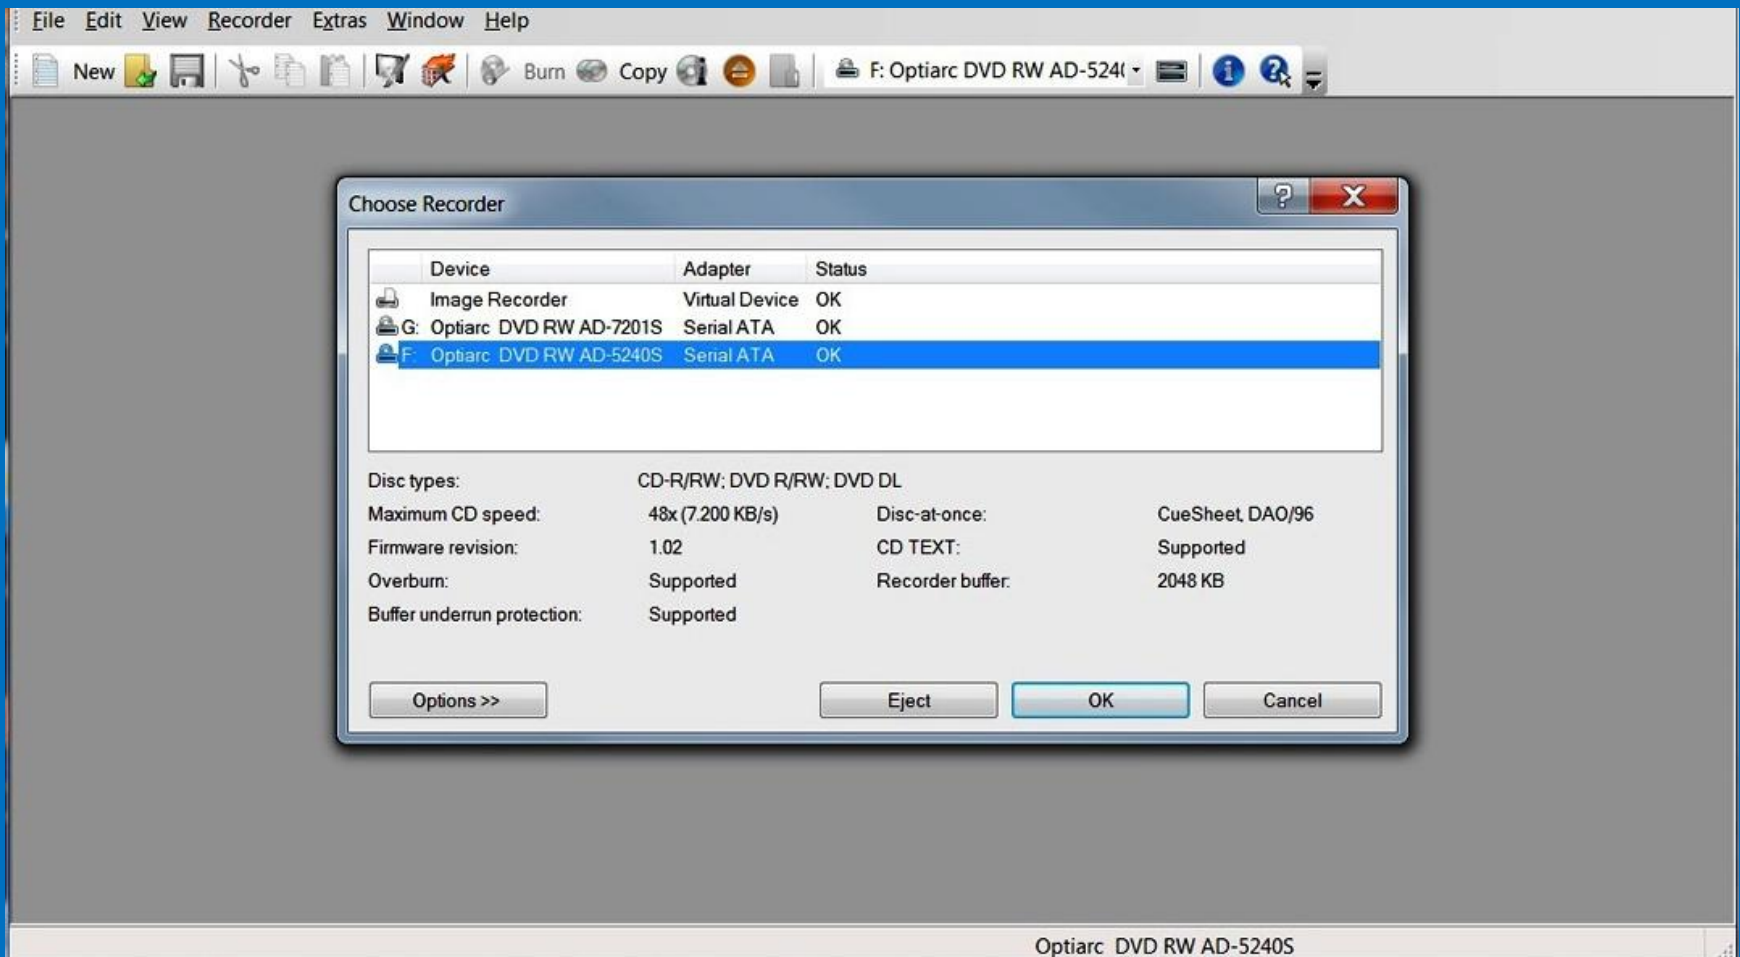 File Edit View Recorder Extras Window Help
New Burn Copy F: Optiarc DVD RW AD-524(
Choose Recorder
Device Adapter Status
Image Recorder Virtual Device OK
G: Optiarc DVD RW AD-7201S Serial ATA OK
F: Optiarc DVD RW AD-5240S Serial ATA OK
Disc types: CD-R/RW; DVD R/RW; DVD DL
Maximum CD speed: 48x (7.200 KB/s) Disc-at-once: CueSheet, DAO/96
Firmware revision: 1.02 CD TEXT: Supported
Overburn: Supported Recorder buffer: 2048 KB
Buffer underrun protection: Supported
Options >> Eject OK Cancel
Optiarc DVD RW AD-5240S